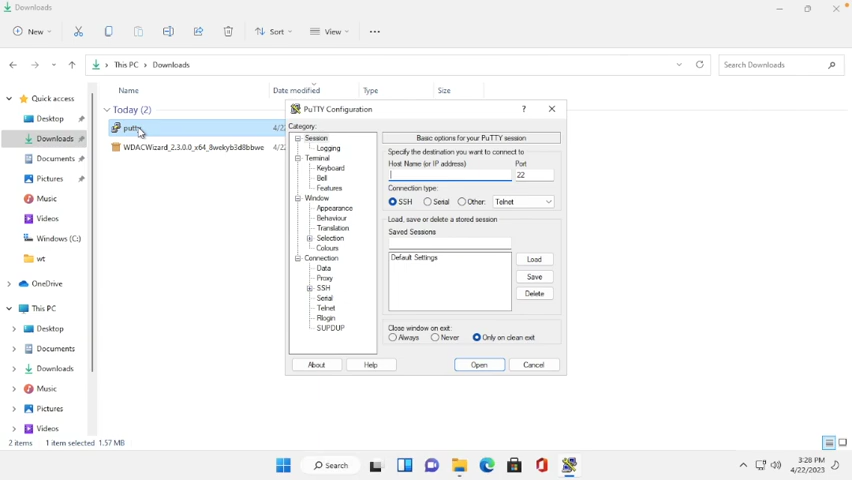 Downloads
New
Sort
View
This PC > Downloads
Search Downloads
Name
Date modified
Type
Size
Quick access
Desktop
Downloads
Documents
Pictures
Music
Videos
Windows (C:)
wt
OneDrive
This PC
Desktop
Documents
Downloads
Music
Pictures
Videos
Today (2)
putty
4/22
WDACWizard_2.3.0.0_x64_8wekyb3d8bbwe
4/22
PuTTY Configuration
?
Category:
Session
Logging
Terminal
Keyboard
Bell
Features
Window
Appearance
Behaviour
Translation
Selection
Colours
Connection
Data
Proxy
SSH
Serial
Telnet
Rlogin
SUPDUP
Basic options for your PuTTY session
Specify the destination you want to connect to
Host Name (or IP address)
Port
22
Connection type:
SSH
Serial
Other:
Telnet
Load, save or delete a stored session
Saved Sessions
Default Settings
Load
Save
Delete
Close window on exit:
Always
Never
Only on clean exit
About
Help
Open
Cancel
2 items
1 item selected 1.57 MB
Search
3:28 PM
4/22/2023